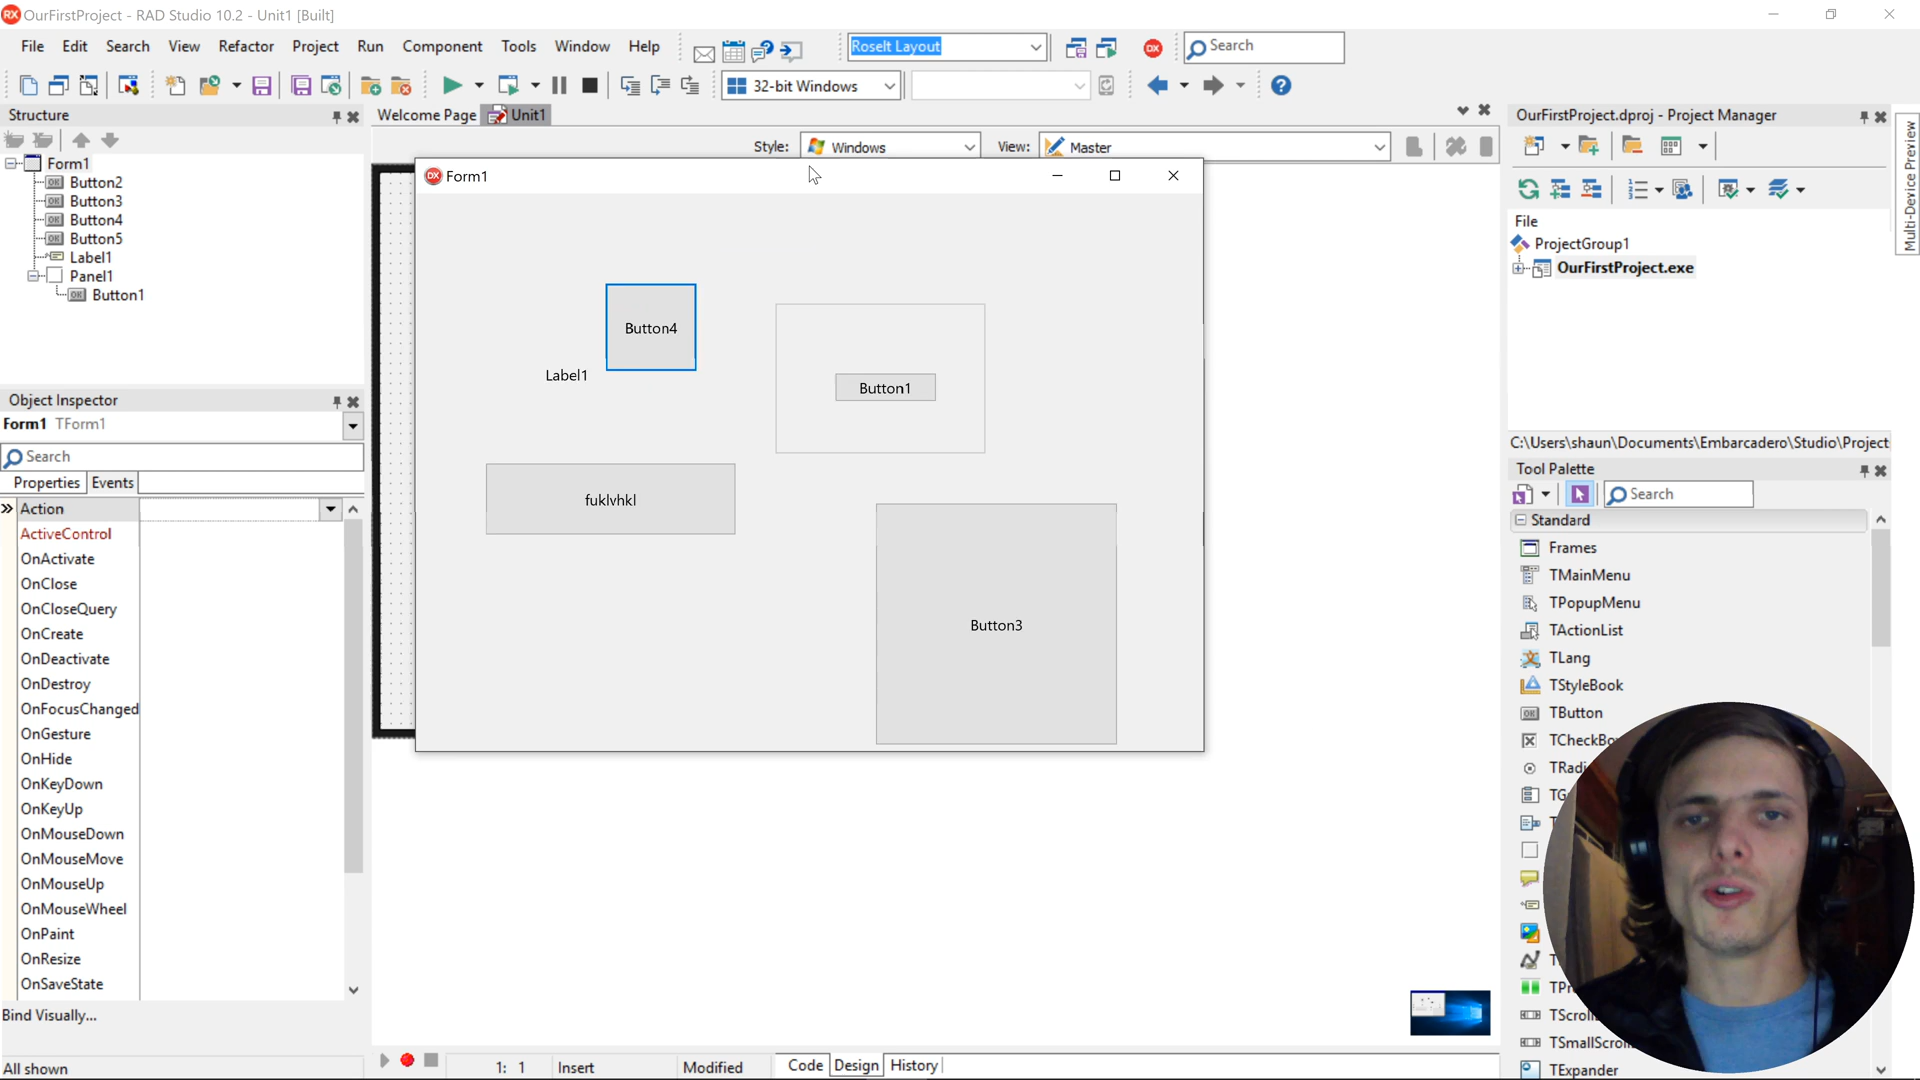 OurFirstProject - RAD Studio 10.2 - Unit1 [Built]
File Edit Search View Refactor Project Run Component Tools Window Help
Roselt Layout
Search
32-bit Windows
Structure
Form1
Button2
Button3
Button4
Button5
Label1
Panel1
Button1
Object Inspector
Form1 TForm1
Search
Properties Events
Action
ActiveControl
OnActivate
OnClose
OnCloseQuery
OnCreate
OnDeactivate
OnDestroy
OnFocusChanged
OnGesture
OnHide
OnKeyDown
OnKeyUp
OnMouseDown
OnMouseMove
OnMouseUp
OnMouseWheel
OnPaint
OnResize
OnSaveState
Bind Visually...
All shown
Welcome Page Unit1
Style: Windows View: Master
Form1
Button4
Label1
Button1
fuklvhkl
Button3
1: 1 Insert Modified Code Design History
OurFirstProject.dproj - Project Manager
File
ProjectGroup1
OurFirstProject.exe
C:\Users\shaun\Documents\Embarcadero\Studio\Project
Multi-Device Preview
Tool Palette
Search
Standard
Frames
TMainMenu
TPopupMenu
TActionList
TLang
TStyleBook
TButton
TCheckBo
TRadi
TSmallScrol
TExpander